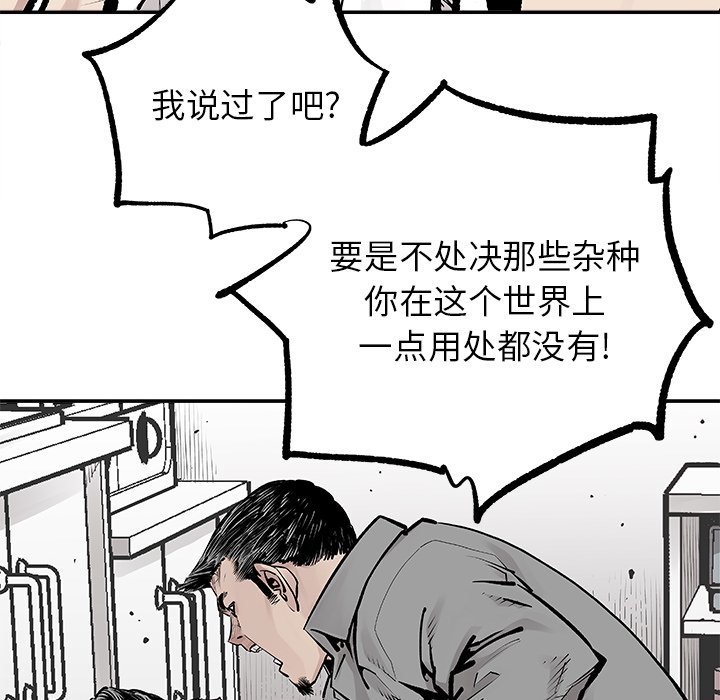 我说过了吧?
要是不处决那些杂种
你在这个世界上
一点用处都没有!